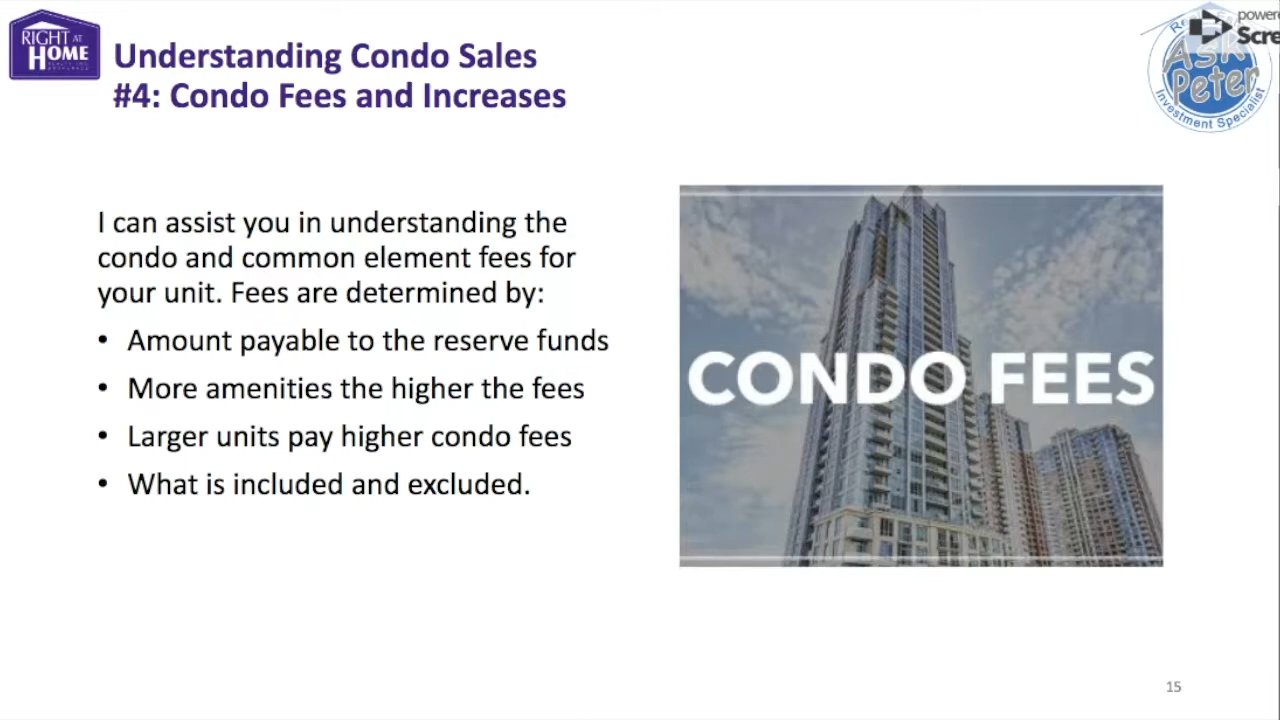 RIGHT AT
HOME
Understanding Condo Sales
#4: Condo Fees and Increases
powere
Scre
Ask
Peter
Investment Specialist
I can assist you in understanding the
condo and common element fees for
your unit. Fees are determined by:
• Amount payable to the reserve funds
• More amenities the higher the fees
• Larger units pay higher condo fees
• What is included and excluded.
CONDO FEES
15